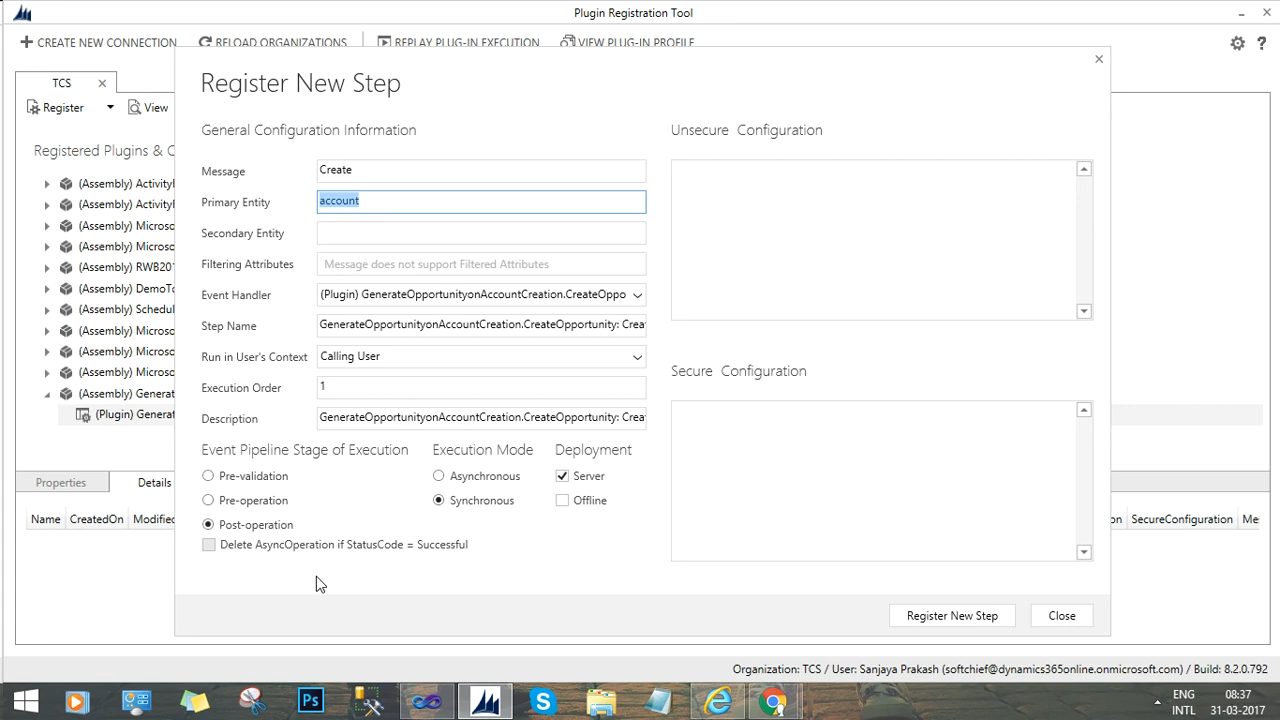 Plugin Registration Tool
CREATE NEW CONNECTION
RELOAD ORGANIZATIONS
REPLAY PLUG-IN EXECUTION
VIEW PLUG-IN PROFILE
TCS
Register
View
Registered Plugins & C
(Assembly) Activity
(Assembly) Activity
(Assembly) Microso
(Assembly) Microso
(Assembly) RWB201
(Assembly) DemoTo
(Assembly) Schedul
(Assembly) Microso
(Assembly) Microso
(Assembly) Microso
(Assembly) Generat
(Plugin) Generat
Properties
Details
Name
CreatedOn
Modified
on
SecureConfiguration
Me
Register New Step
General Configuration Information
Message
Create
Primary Entity
account
Secondary Entity
Filtering Attributes
Message does not support Filtered Attributes
Event Handler
(Plugin) GenerateOpportunityonAccountCreation.CreateOppo
Step Name
GenerateOpportunityonAccountCreation.CreateOpportunity: Crea
Run in User's Context
Calling User
Execution Order
1
Description
GenerateOpportunityonAccountCreation.CreateOpportunity: Crea
Event Pipeline Stage of Execution
Pre-validation
Pre-operation
Post-operation
Delete AsyncOperation if StatusCode = Successful
Execution Mode
Asynchronous
Synchronous
Deployment
Server
Offline
Unsecure Configuration
Secure Configuration
Register New Step
Close
Organization: TCS / User: Sanjaya Prakash (softchief@dynamics365online.onmicrosoft.com) / Build: 8.2.0.792
Ps
ENG
INTL
08:37
31-03-2017